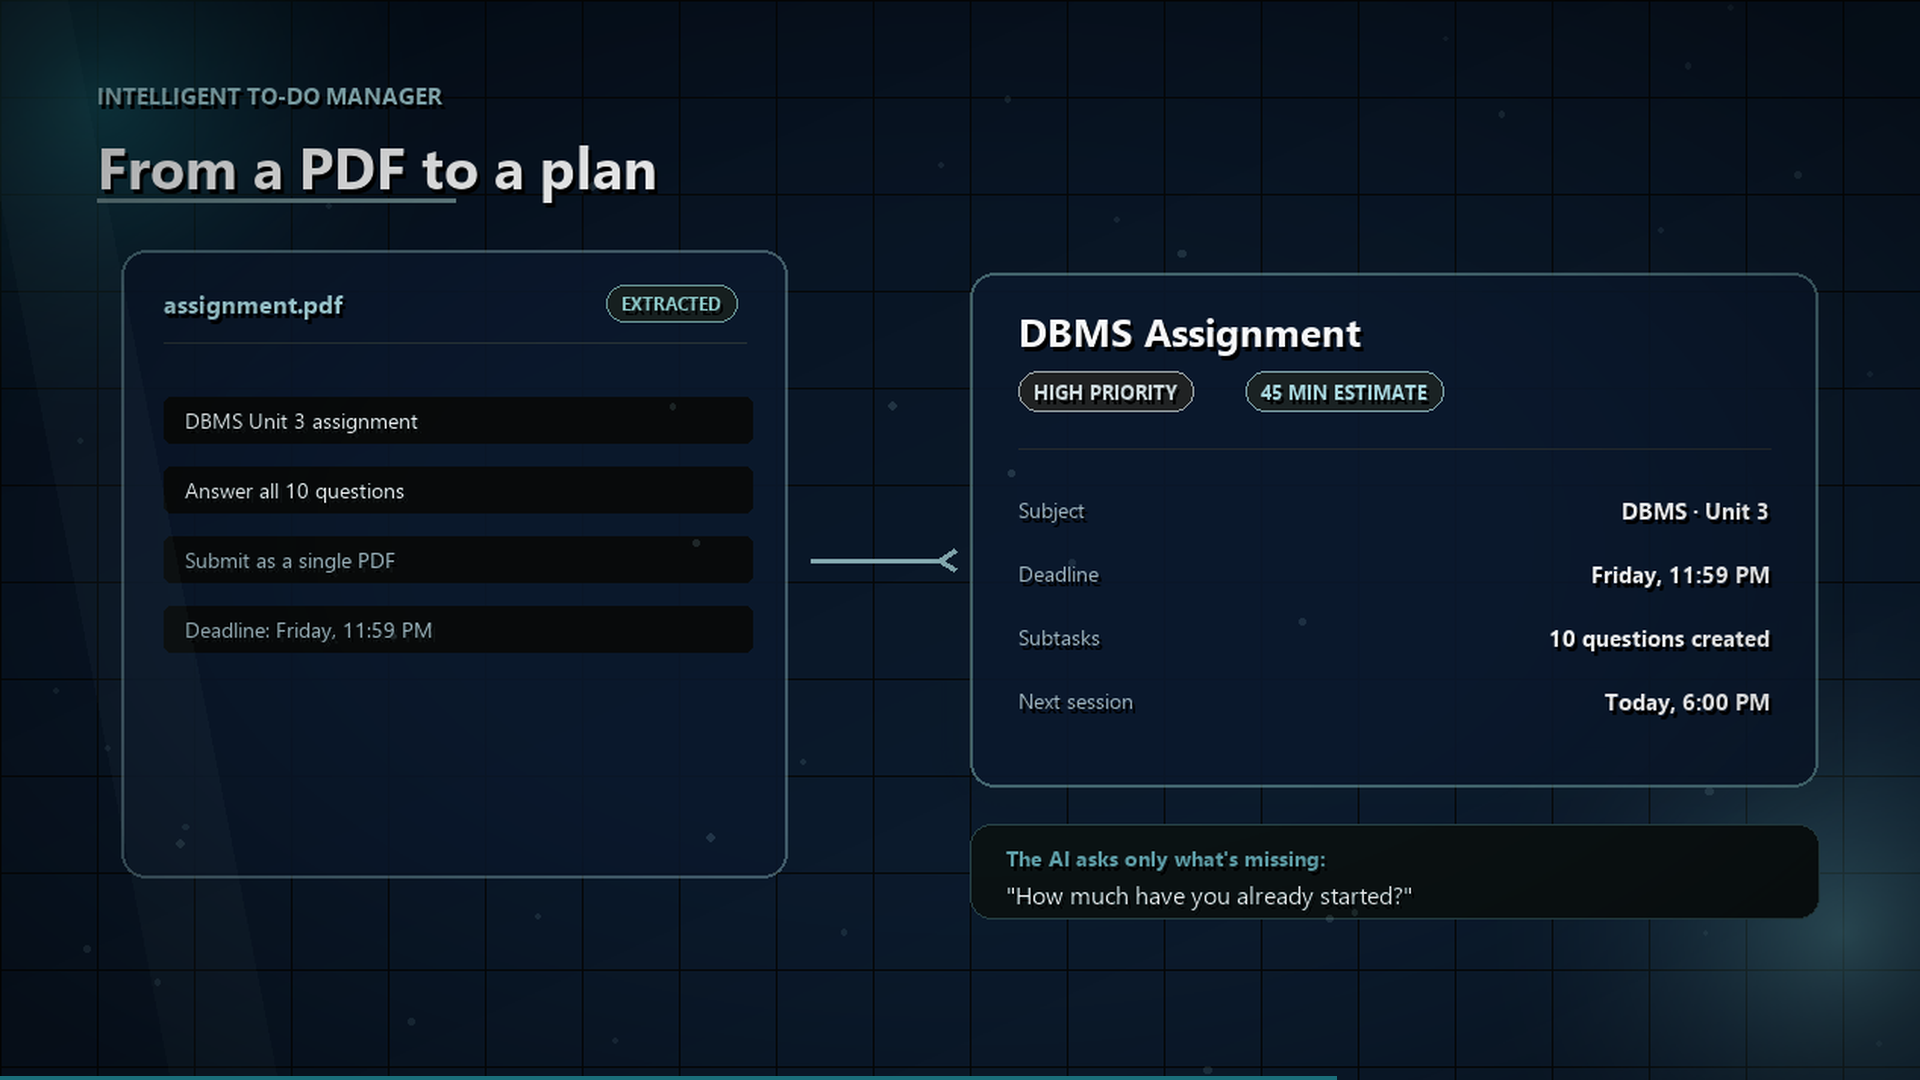 INTELLIGENT TO-DO MANAGER
From a PDF to a plan
assignment.pdf
EXTRACTED
DBMS Unit 3 assignment
Answer all 10 questions
Submit as a single PDF
Deadline: Friday, 11:59 PM
DBMS Assignment
HIGH PRIORITY
45 MIN ESTIMATE
Subject
DBMS · Unit 3
Deadline
Friday, 11:59 PM
Subtasks
10 questions created
Next session
Today, 6:00 PM
The AI asks only what's missing:
"How much have you already started?"